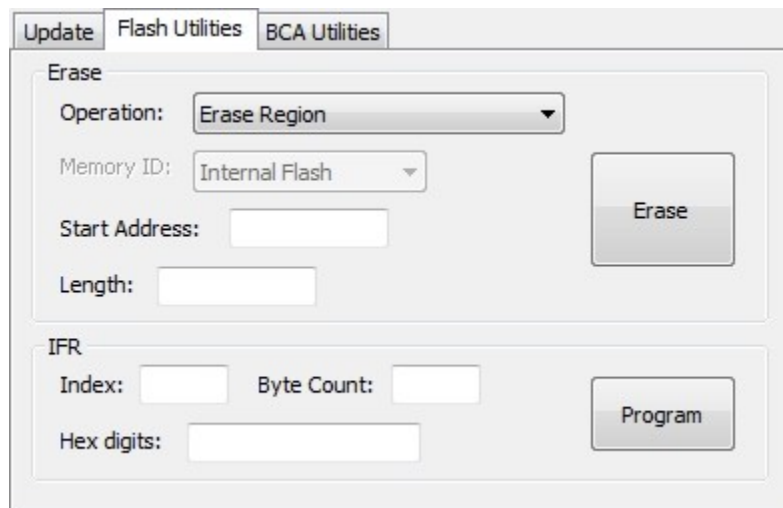 Update Flash Utilities BCA Utilities
Erase
Operation: Erase Region
Memory ID: Internal Flash
Erase
Start Address:
Length:
IFR
Index: Byte Count:
Program
Hex digits: